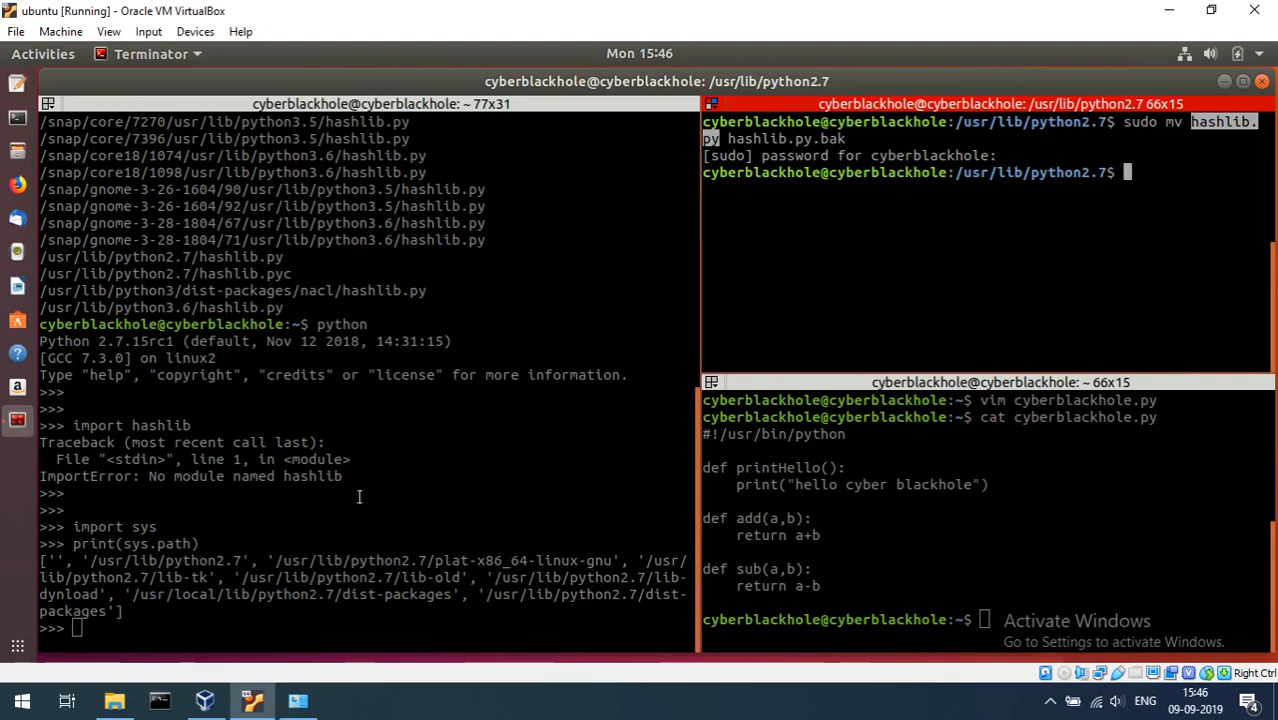 ubuntu [Running] - Oracle VM VirtualBox
File Machine View Input Devices Help
Activities Terminator Mon 15:46
cyberblackhole@cyberblackhole: /usr/lib/python2.7
cyberblackhole@cyberblackhole: ~ 77x31
/snap/core/7270/usr/lib/python3.5/hashlib.py
/snap/core/7396/usr/lib/python3.5/hashlib.py
/snap/core18/1074/usr/lib/python3.6/hashlib.py
/snap/core18/1098/usr/lib/python3.6/hashlib.py
/snap/gnome-3-26-1604/90/usr/lib/python3.5/hashlib.py
/snap/gnome-3-26-1604/92/usr/lib/python3.5/hashlib.py
/snap/gnome-3-28-1804/67/usr/lib/python3.6/hashlib.py
/snap/gnome-3-28-1804/71/usr/lib/python3.6/hashlib.py
/usr/lib/python2.7/hashlib.py
/usr/lib/python2.7/hashlib.pyc
/usr/lib/python3/dist-packages/nacl/hashlib.py
/usr/lib/python3.6/hashlib.py
cyberblackhole@cyberblackhole:~$ python
Python 2.7.15rc1 (default, Nov 12 2018, 14:31:15)
[GCC 7.3.0] on linux2
Type "help", "copyright", "credits" or "license" for more information.
>>>
>>>
>>> import hashlib
Traceback (most recent call last):
  File "<stdin>", line 1, in <module>
ImportError: No module named hashlib
>>>
>>>
>>> import sys
>>> print(sys.path)
['', '/usr/lib/python2.7', '/usr/lib/python2.7/plat-x86_64-linux-gnu', '/usr/
lib/python2.7/lib-tk', '/usr/lib/python2.7/lib-old', '/usr/lib/python2.7/lib-
dynload', '/usr/local/lib/python2.7/dist-packages', '/usr/lib/python2.7/dist-
packages']
>>>
cyberblackhole@cyberblackhole: /usr/lib/python2.7 66x15
cyberblackhole@cyberblackhole:/usr/lib/python2.7$ sudo mv hashlib.
py hashlib.py.bak
[sudo] password for cyberblackhole:
cyberblackhole@cyberblackhole:/usr/lib/python2.7$
cyberblackhole@cyberblackhole: ~ 66x15
cyberblackhole@cyberblackhole:~$ vim cyberblackhole.py
cyberblackhole@cyberblackhole:~$ cat cyberblackhole.py
#!/usr/bin/python
def printHello():
    print("hello cyber blackhole")
def add(a,b):
    return a+b
def sub(a,b):
    return a-b
cyberblackhole@cyberblackhole:~$
Activate Windows
Go to Settings to activate Windows.
Right Ctrl
ENG
15:46
09-09-2019
4